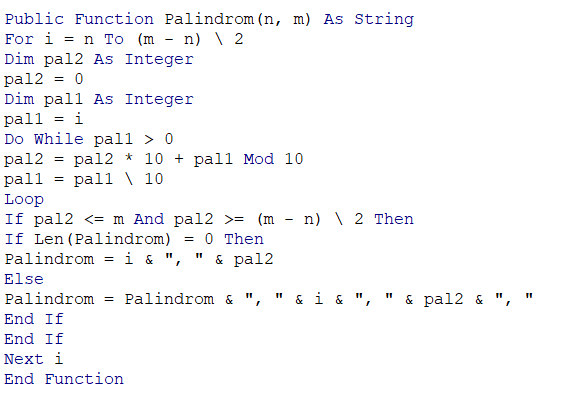 Public Function Palindrom(n, m) As String
For i = n To (m - n) \ 2
Dim pal2 As Integer
pal2 = 0
Dim pal1 As Integer
pal1 = i
Do While pal1 > 0
pal2 = pal2 * 10 + pal1 Mod 10
pal1 = pal1 \ 10
Loop
If pal2 <= m And pal2 >= (m - n) \ 2 Then
If Len(Palindrom) = 0 Then
Palindrom = i & ", " & pal2
Else
Palindrom = Palindrom & ", " & i & ", " & pal2 & ", "
End If
End If
Next i
End Function